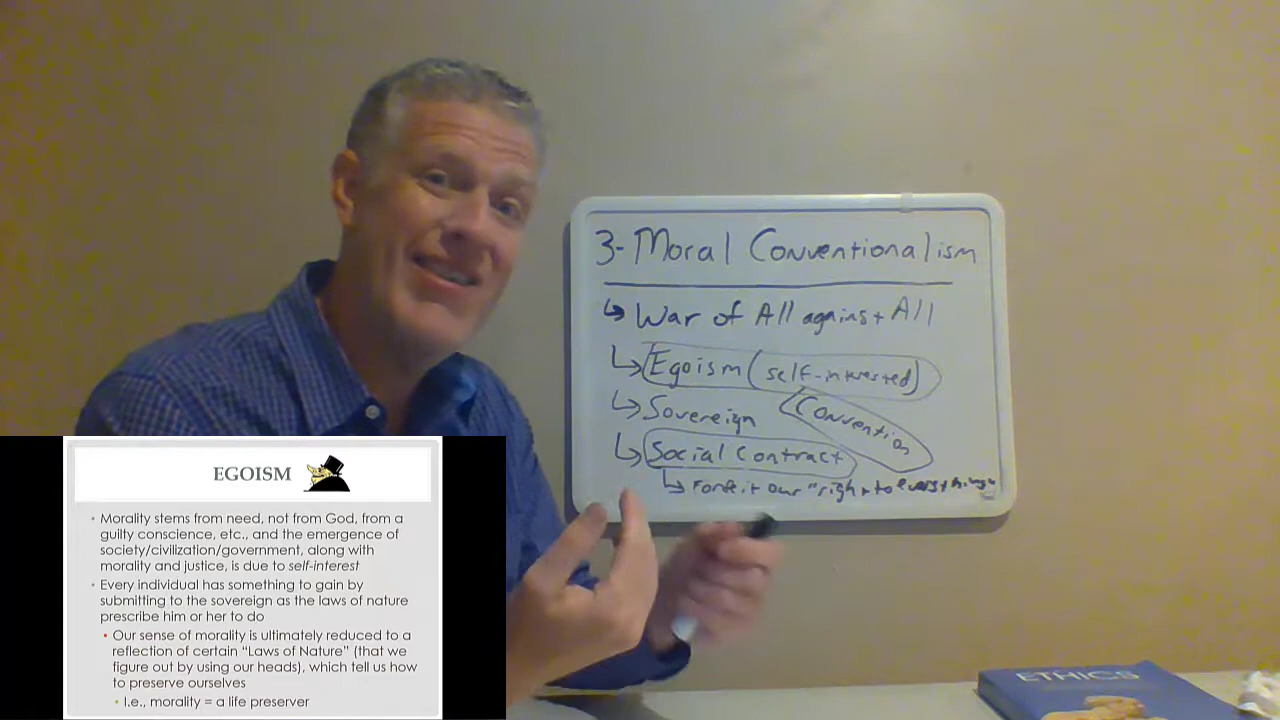 3- Moral Conventionalism
↳ War of All against All
↳ Egoism (self-interested)
↳ Sovereign
Convention
↳ Social Contract
↳ Forfeit our "right to everything"
EGOISM
• Morality stems from need, not from God, from a
guilty conscience, etc., and the emergence of
society/civilization/government, along with
morality and justice, is due to self-interest
• Every individual has something to gain by
submitting to the sovereign as the laws of nature
prescribe him or her to do
• Our sense of morality is ultimately reduced to a
reflection of certain “Laws of Nature” (that we
figure out by using our heads), which tell us how
to preserve ourselves
• I.e., morality = a life preserver
ETHICS